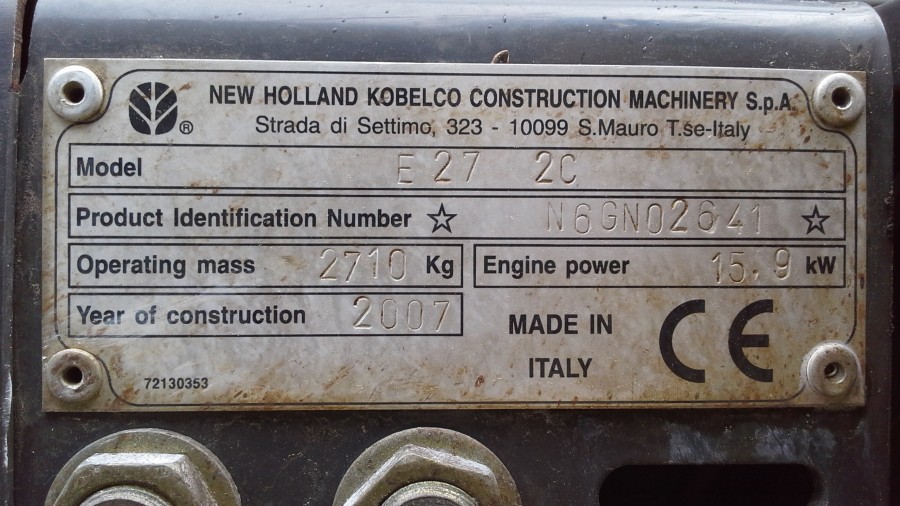 NEW HOLLAND KOBELCO CONSTRUCTION MACHINERY S.p.A.
®
Strada di Settimo, 323 - 10099 S.Mauro T.se-Italy
Model E27 2C
Product Identification Number ☆ N6GN02641 ☆
Operating mass 2710 Kg Engine power 15.9 kW
Year of construction 2007
MADE IN
ITALY
CE
72130353